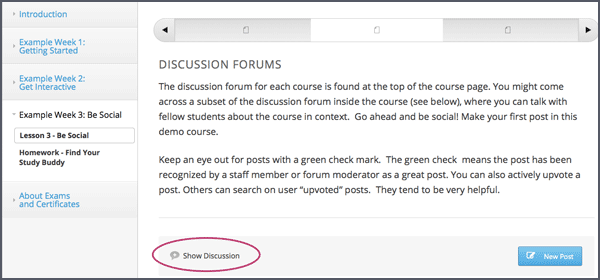 Introduction
Example Week 1:
Getting Started
Example Week 2:
Get Interactive
Example Week 3: Be Social
Lesson 3 - Be Social
Homework - Find Your
Study Buddy
About Exams
and Certificates
DISCUSSION FORUMS
The discussion forum for each course is found at the top of the course page. You might come
across a subset of the discussion forum inside the course (see below), where you can talk with
fellow students about the course in context.  Go ahead and be social! Make your first post in this
demo course.
Keep an eye out for posts with a green check mark.  The green check  means the post has been
recognized by a staff member or forum moderator as a great post. You can also actively upvote a
post. Others can search on user “upvoted” posts.  They tend to be very helpful.
Show Discussion
New Post